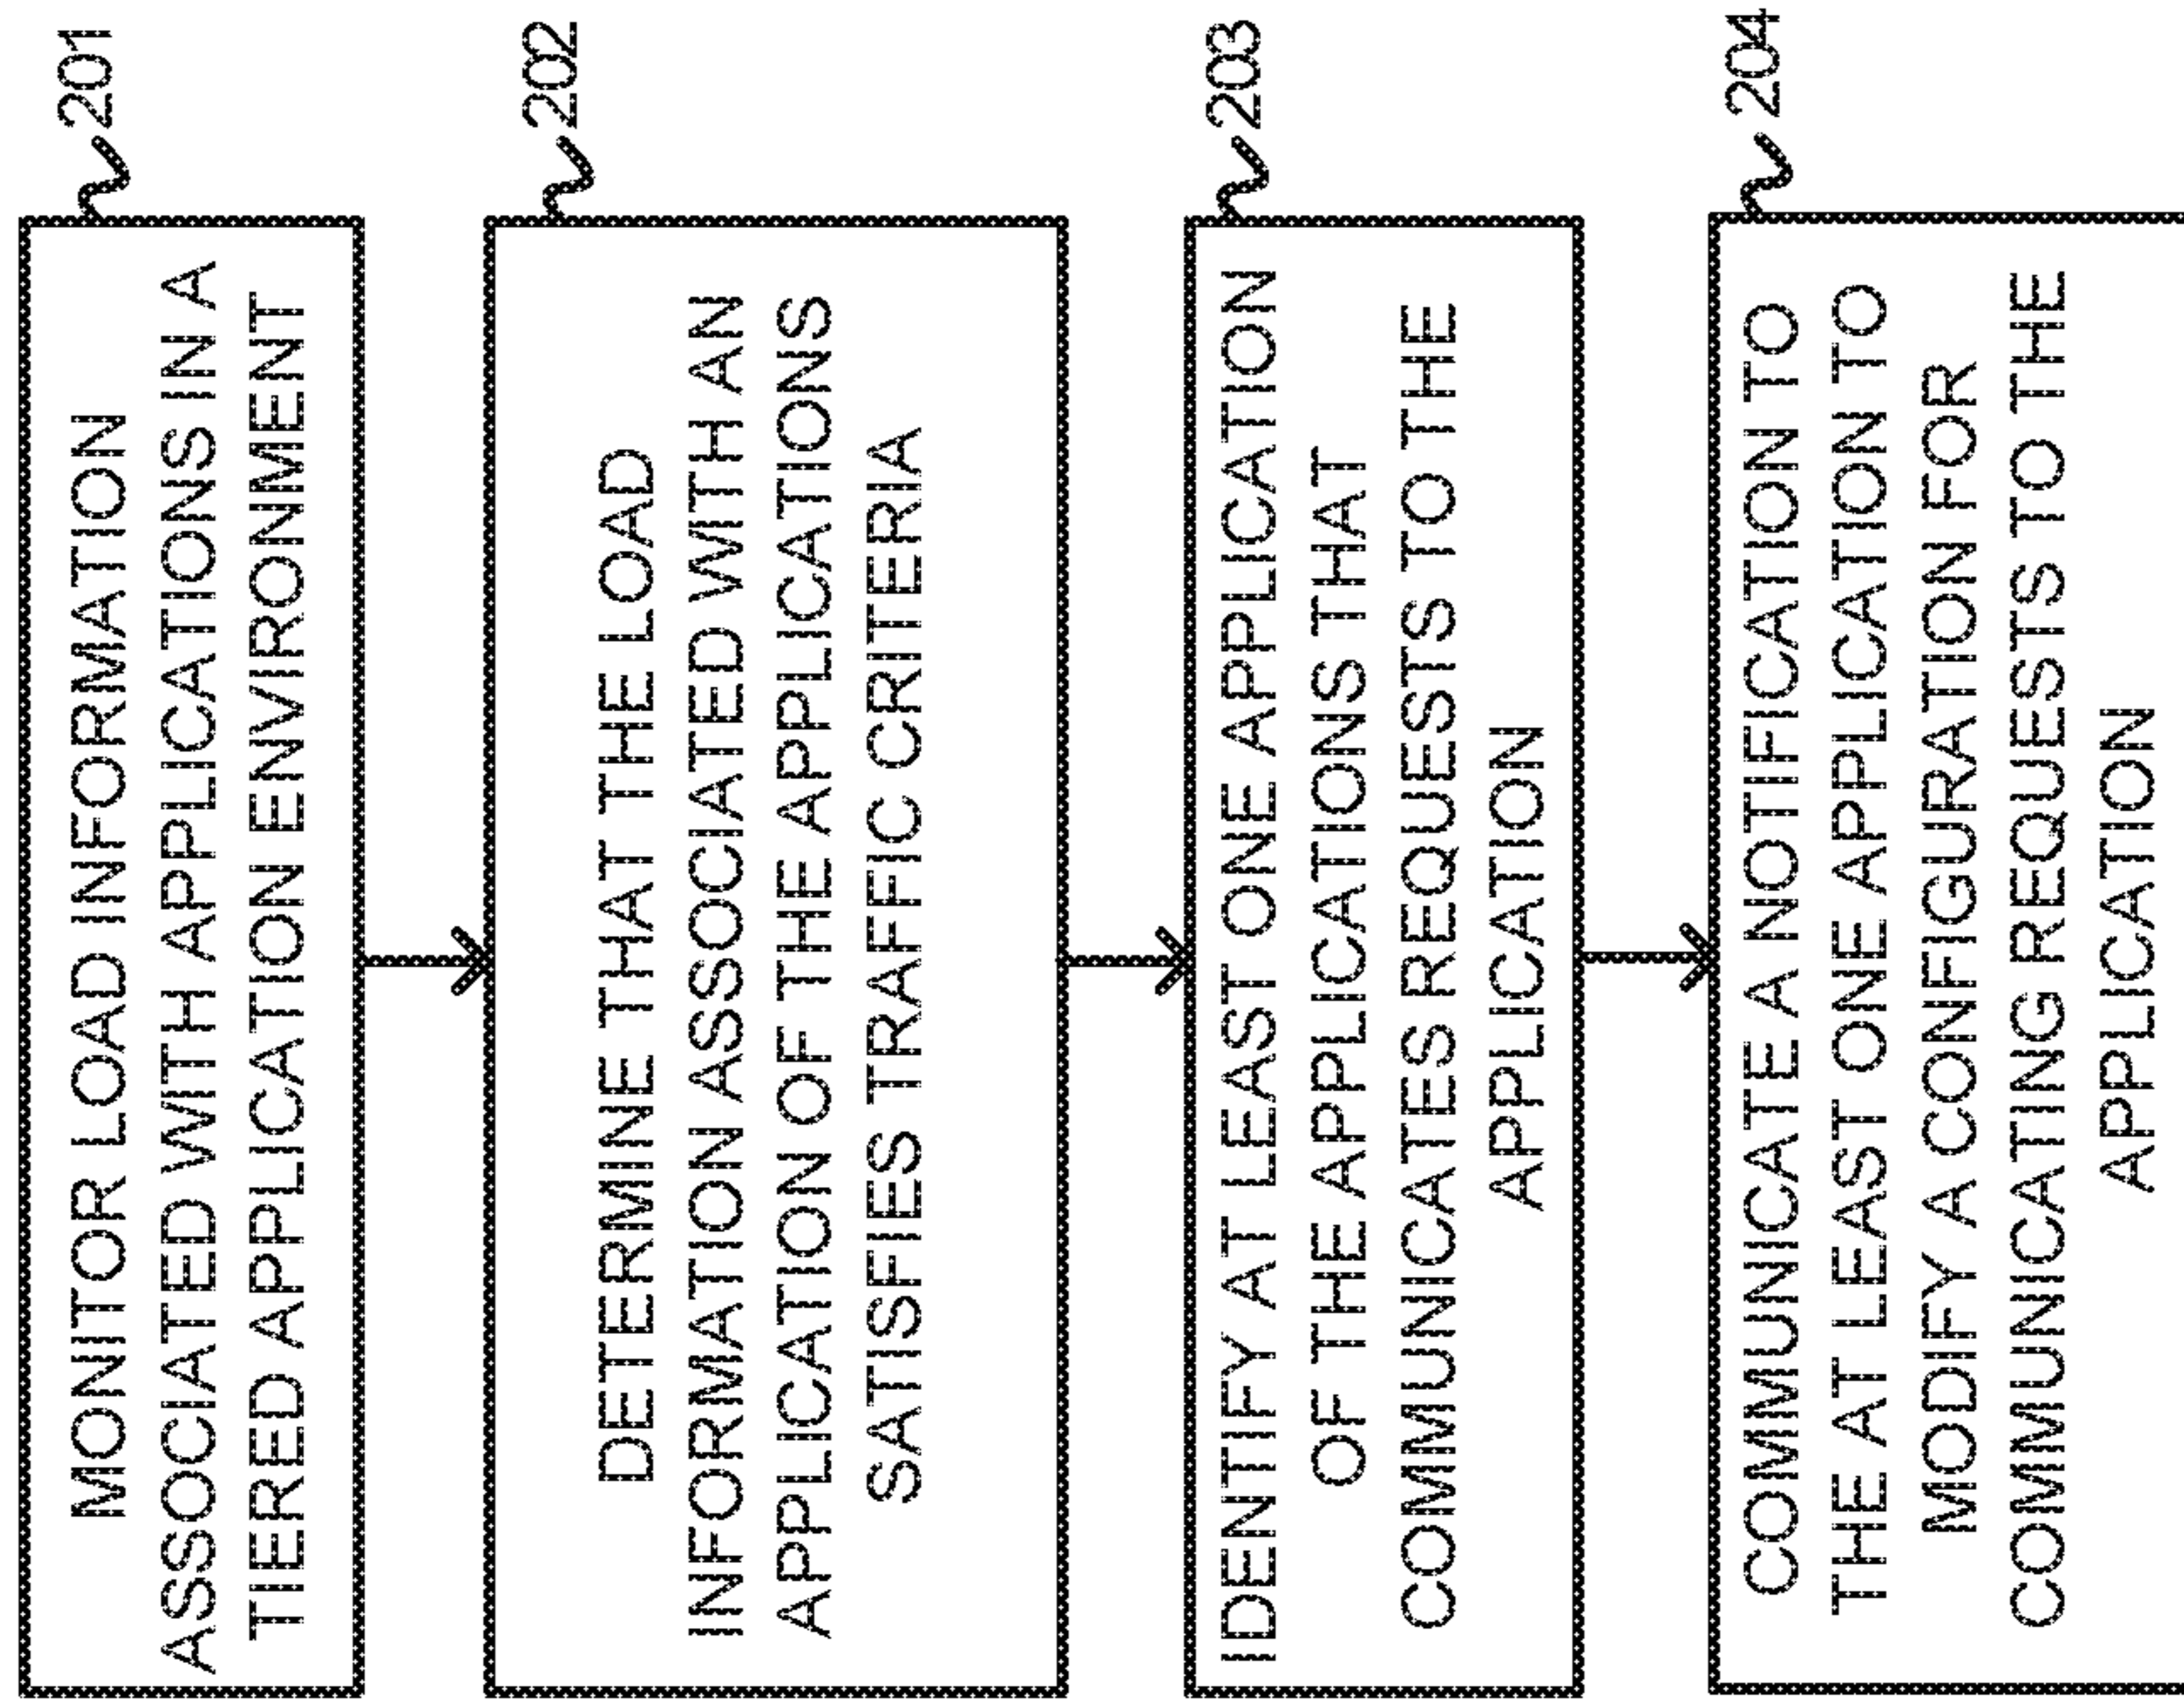 201
MONITOR LOAD INFORMATION
ASSOCIATED WITH APPLICATIONS IN A
TIERED APPLICATION ENVIRONMENT
202
DETERMINE THAT THE LOAD
INFORMATION ASSOCIATED WITH AN
APPLICATION OF THE APPLICATIONS
SATISFIES TRAFFIC CRITERIA
203
IDENTIFY AT LEAST ONE APPLICATION
OF THE APPLICATIONS THAT
COMMUNICATES REQUESTS TO THE
APPLICATION
204
COMMUNICATE A NOTIFICATION TO
THE AT LEAST ONE APPLICATION TO
MODIFY A CONFIGURATION FOR
COMMUNICATING REQUESTS TO THE
APPLICATION